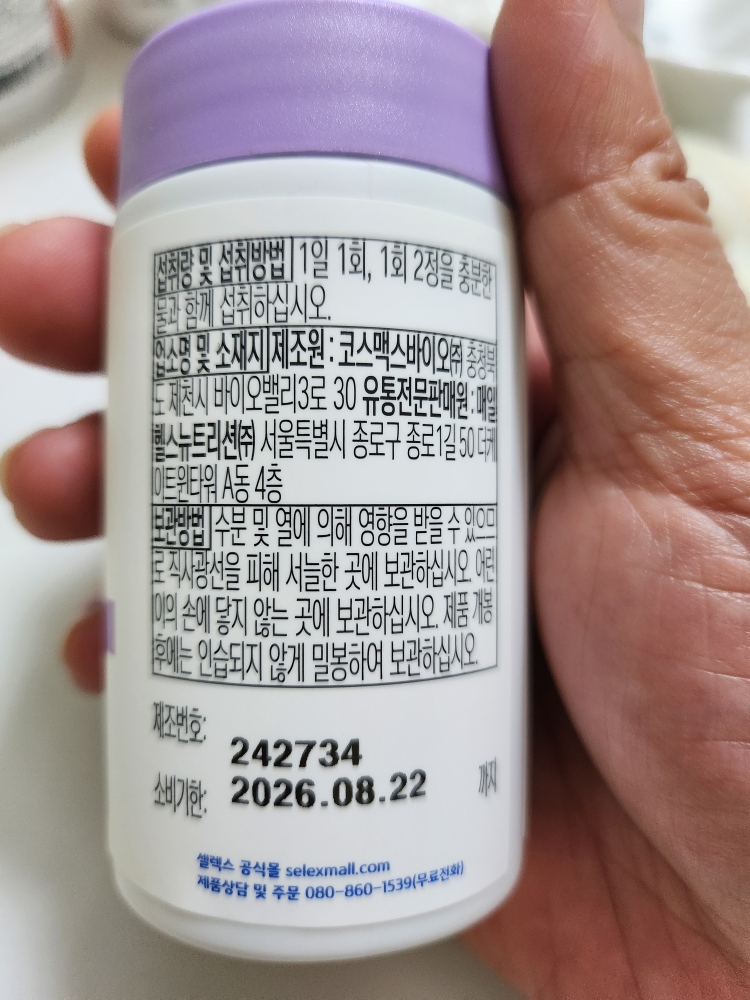 섭취량 및 섭취방법 1일 1회, 1회 2정을 충분한
물과 함께 섭취하십시오.
업소명 및 소재지 제조원 : 코스맥스바이오㈜ 충청북
도 제천시 바이오밸리3로 30 유통전문판매원 : 매일
헬스뉴트리션㈜ 서울특별시 종로구 종로1길 50 더케
이트윈타워 A동 4층
보관방법 수분 및 열에 의해 영향을 받을 수 있으므
로 직사광선을 피해 서늘한 곳에 보관하십시오. 어린
이의 손에 닿지 않는 곳에 보관하십시오. 제품 개봉
후에는 인습되지 않게 밀봉하여 보관하십시오.
제조번호: 242734
소비기한: 2026.08.22 까지
셀렉스 공식몰 selexmall.com
제품상담 및 주문 080-860-1539(무료전화)